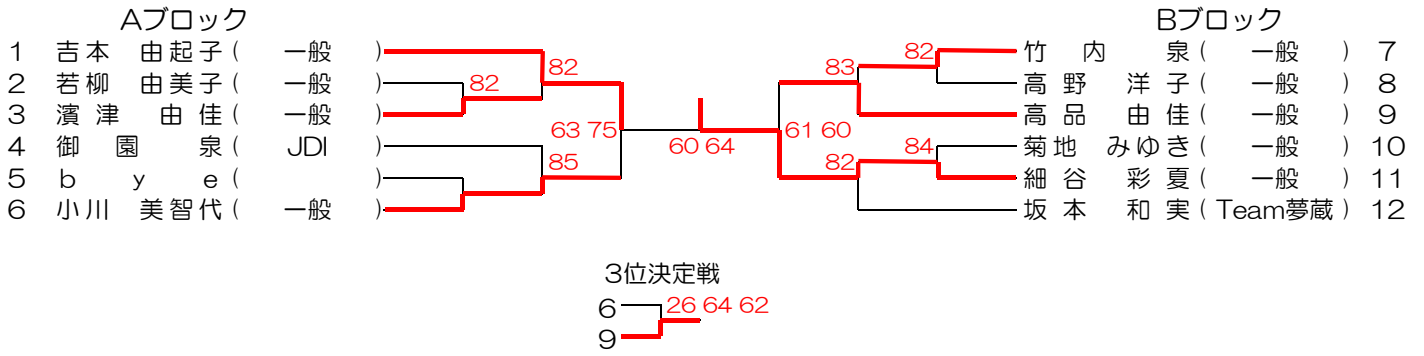 Aブロック
Bブロック
1 吉本 由起子( 一般 )
2 若柳 由美子( 一般 )
3 濱津 由佳( 一般 )
4 御園 泉( JDI )
5 b y e( )
6 小川 美智代( 一般 )
82
82
63 75
85
60 64
82
83
61 60
84
82
竹内 泉( 一般 ) 7
高野 洋子( 一般 ) 8
高品 由佳( 一般 ) 9
菊地 みゆき( 一般 ) 10
細谷 彩夏( 一般 ) 11
坂本 和実(Team夢蔵) 12
3位決定戦
6
26 64 62
9